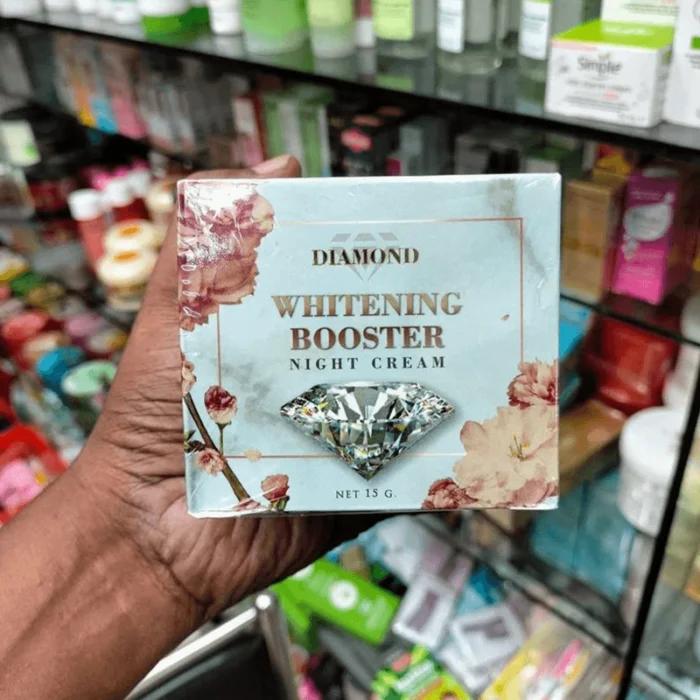 Simple
DIAMOND
WHITENING
BOOSTER
NIGHT CREAM
NET 15 G.